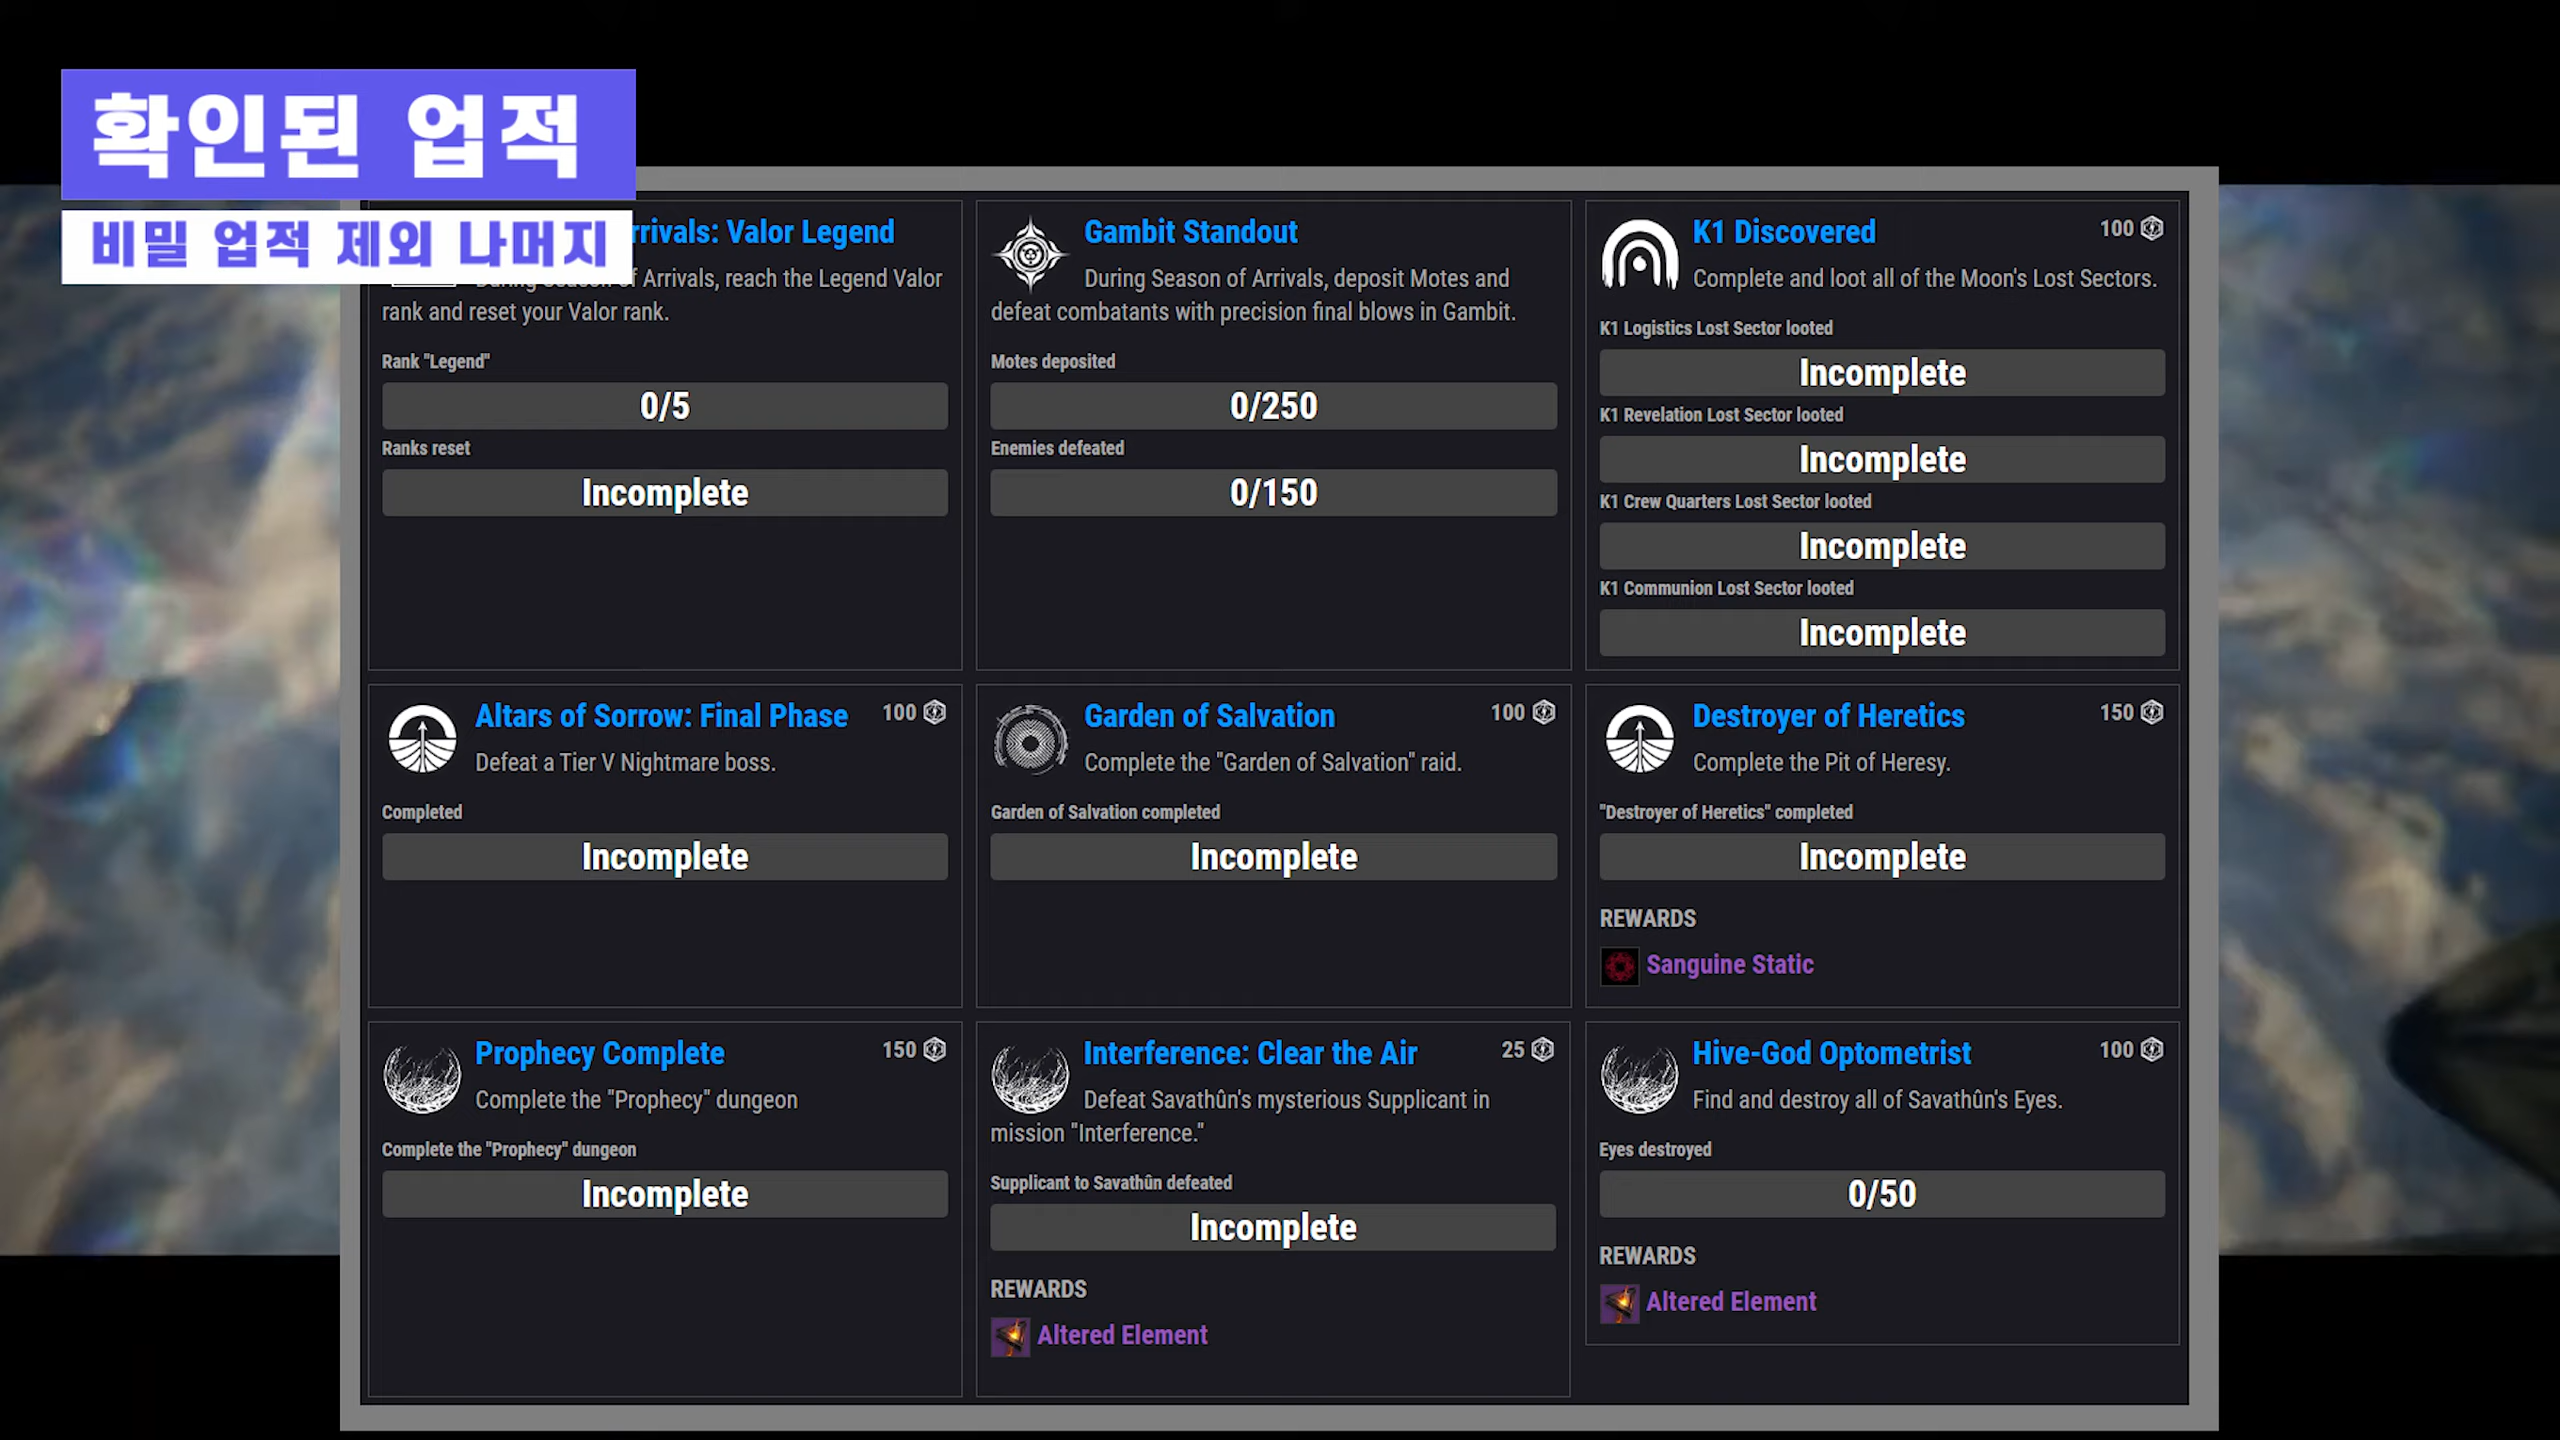 확인된 업적
비밀 업적 제외 나머지
rrivals: Valor Legend
During Season of Arrivals, reach the Legend Valor
rank and reset your Valor rank.
Rank "Legend"
0/5
Ranks reset
Incomplete
Gambit Standout
During Season of Arrivals, deposit Motes and
defeat combatants with precision final blows in Gambit.
Motes deposited
0/250
Enemies defeated
0/150
K1 Discovered
100
Complete and loot all of the Moon's Lost Sectors.
K1 Logistics Lost Sector looted
Incomplete
K1 Revelation Lost Sector looted
Incomplete
K1 Crew Quarters Lost Sector looted
Incomplete
K1 Communion Lost Sector looted
Incomplete
Altars of Sorrow: Final Phase
100
Defeat a Tier V Nightmare boss.
Completed
Incomplete
Garden of Salvation
100
Complete the "Garden of Salvation" raid.
Garden of Salvation completed
Incomplete
Destroyer of Heretics
150
Complete the Pit of Heresy.
"Destroyer of Heretics" completed
Incomplete
REWARDS
Sanguine Static
Prophecy Complete
150
Complete the "Prophecy" dungeon
Complete the "Prophecy" dungeon
Incomplete
Interference: Clear the Air
25
Defeat Savathûn's mysterious Supplicant in
mission "Interference."
Supplicant to Savathûn defeated
Incomplete
REWARDS
Altered Element
Hive-God Optometrist
100
Find and destroy all of Savathûn's Eyes.
Eyes destroyed
0/50
REWARDS
Altered Element